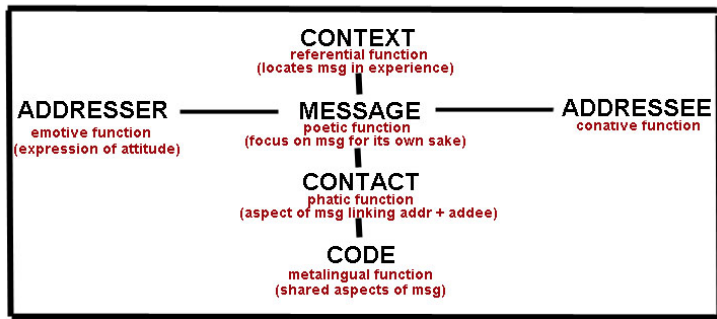 CONTEXT
referential function
(locates msg in experience)
ADDRESSER
emotive function
(expression of attitude)
MESSAGE
poetic function
(focus on msg for its own sake)
ADDRESSEE
conative function
CONTACT
phatic function
(aspect of msg linking addr + addee)
CODE
metalingual function
(shared aspects of msg)